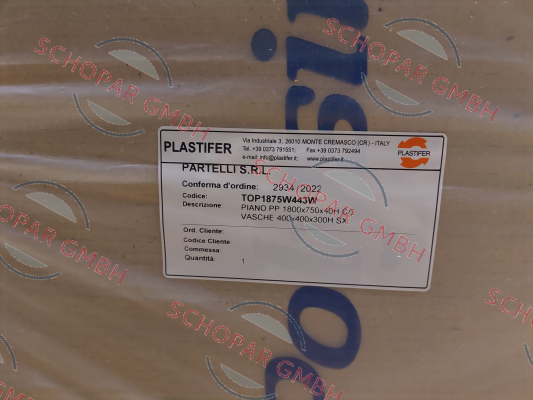 PLASTIFER
Via Industriale 3, 26010 MONTE CREMASCO (CR) - ITALY
Tel. +39 0373 791551; Fax +39 0373 792494
e-mail: info@plastifer.it; www.plastifer.it
PLASTIFER
PARTELLI S.R.L
Conferma d'ordine: 2934 / 2022
Codice: TOP1875W443W
Descrizione PIANO PP 1800x750x40H
VASCHE 400x400x300H SX
Ord. Cliente:
Codice Cliente
Commessa
Quantità 1
SCHOPAR GMBH
SCHOPAR GMBH
SCHOPAR GMBH
SCHOPAR GMBH
SCHOPAR GMBH